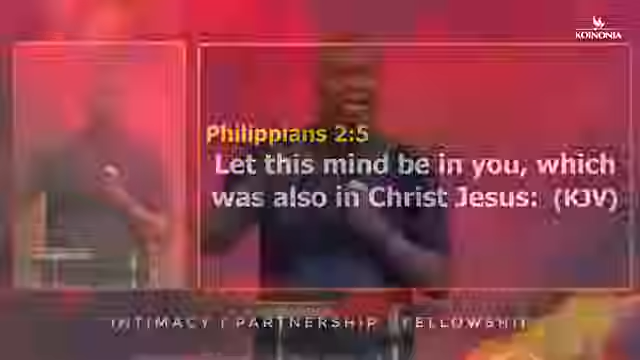 KOINONIA
Philippians 2:5
Let this mind be in you, which
was also in Christ Jesus: (KJV)
INTIMACY / PARTNERSHIP / FELLOWSHIP